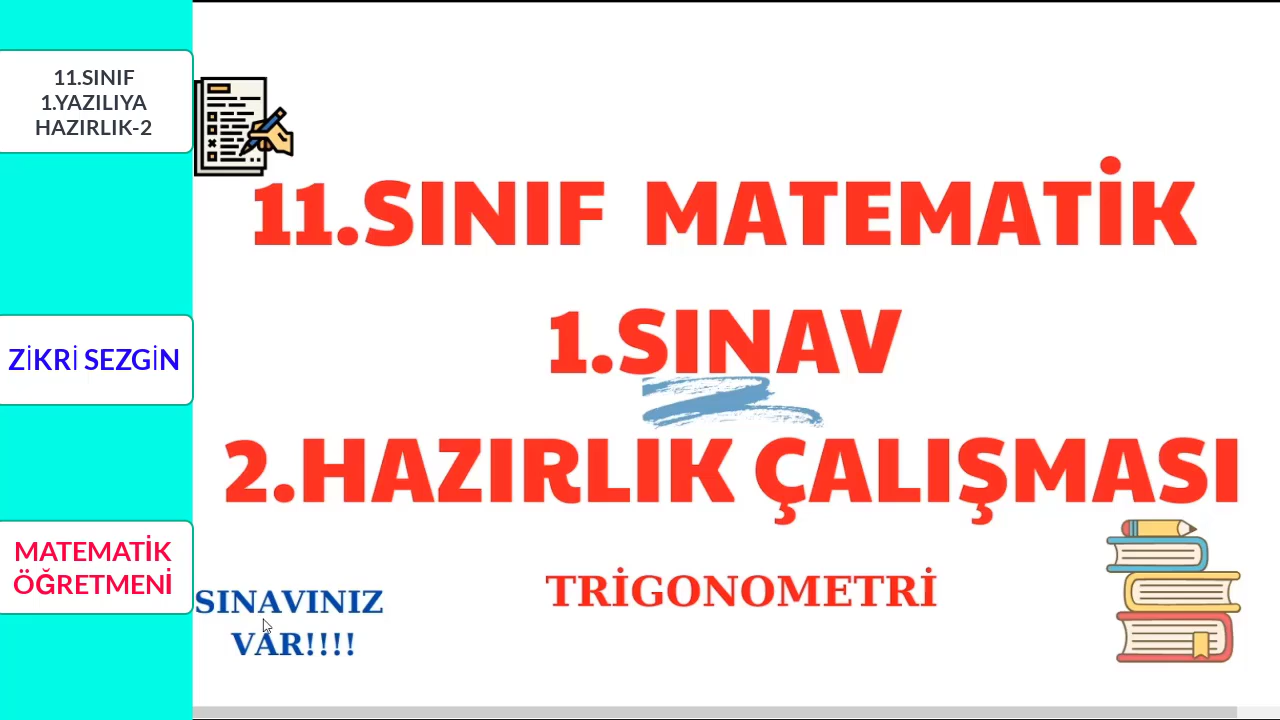 11.SINIF
1.YAZILIYA
HAZIRLIK-2
ZİKRİ SEZGİN
MATEMATİK
ÖĞRETMENİ
11.SINIF MATEMATİK
1.SINAV
2.HAZIRLIK ÇALIŞMASI
TRİGONOMETRİ
SINAVINIZ
VAR!!!!